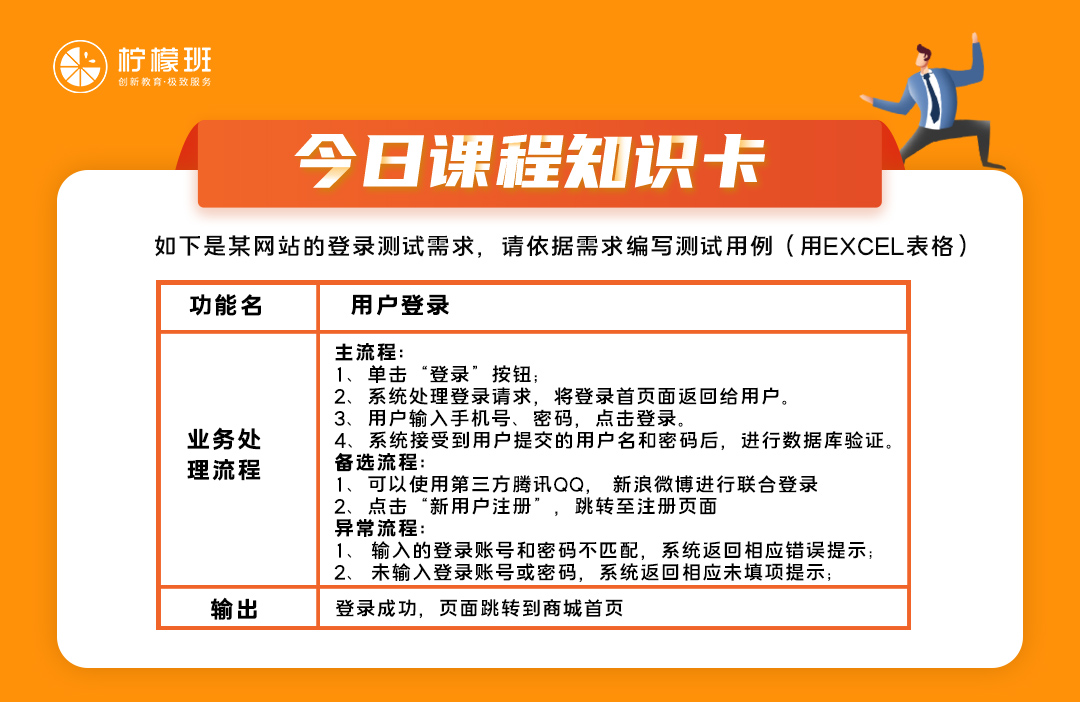 柠檬班
创新教育·极致服务
今日课程知识卡
如下是某网站的登录测试需求，请依据需求编写测试用例（用EXCEL表格）
功能名
用户登录
业务处
理流程
主流程：
1、单击“登录”按钮；
2、系统处理登录请求，将登录首页面返回给用户。
3、用户输入手机号、密码，点击登录。
4、系统接受到用户提交的用户名和密码后，进行数据库验证。
备选流程：
1、可以使用第三方腾讯QQ， 新浪微博进行联合登录
2、点击“新用户注册”，跳转至注册页面
异常流程：
1、 输入的登录账号和密码不匹配，系统返回相应错误提示；
2、 未输入登录账号或密码，系统返回相应未填项提示；
输出
登录成功，页面跳转到商城首页